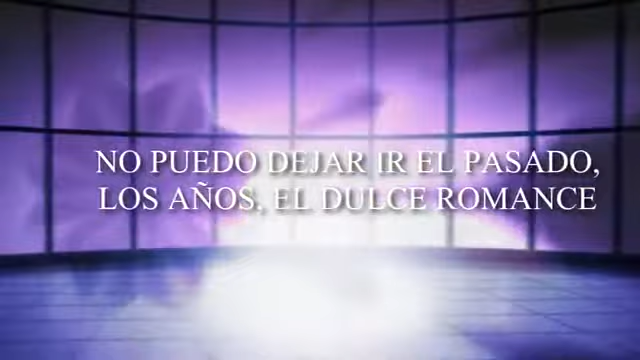 NO PUEDO DEJAR IR EL PASADO,
LOS AÑOS, EL DULCE ROMANCE